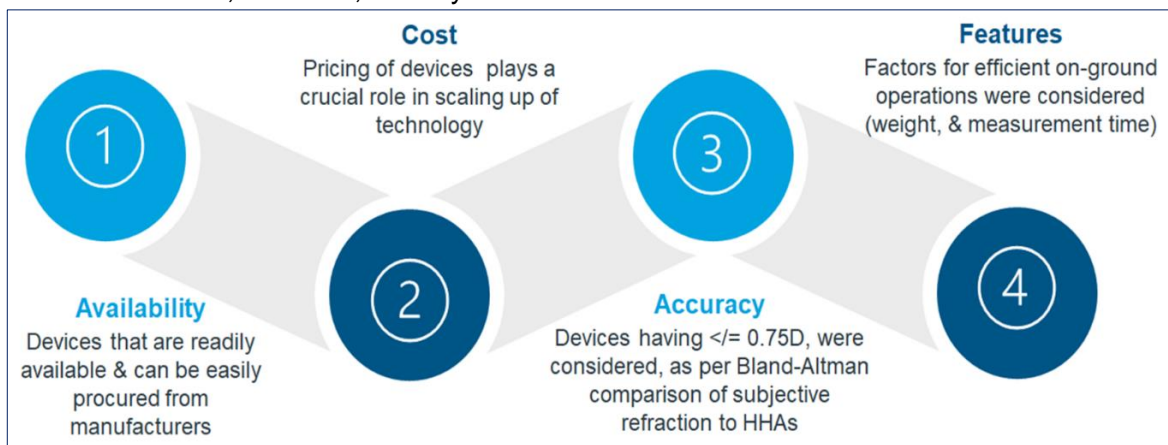 1
Availability
Devices that are readily
available & can be easily
procured from
manufacturers
Cost
Pricing of devices plays a
crucial role in scaling up of
technology
2
3
Accuracy
Devices having </= 0.75D, were
considered, as per Bland-Altman
comparison of subjective
refraction to HHAs
Features
Factors for efficient on-ground
operations were considered
(weight, & measurement time)
4